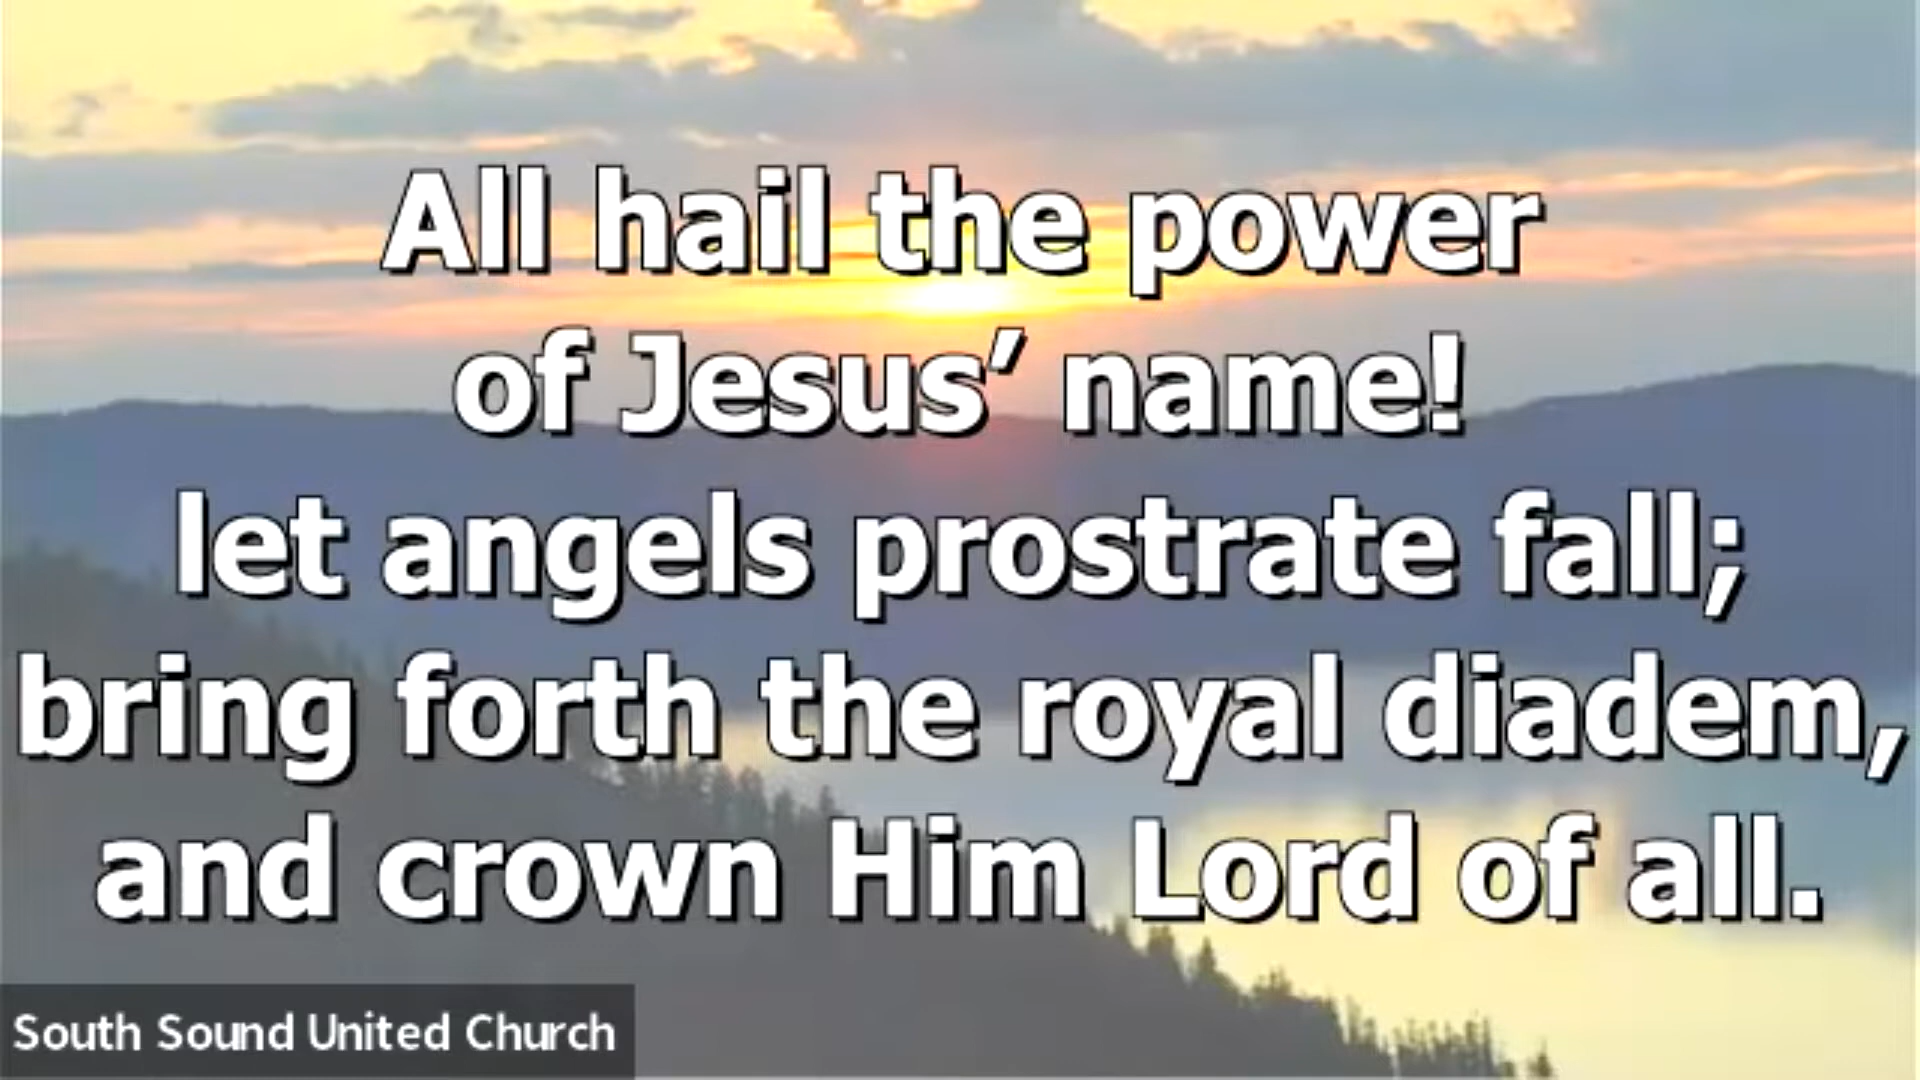 All hail the power
of Jesus’ name!
let angels prostrate fall;
bring forth the royal diadem,
and crown Him Lord of all.
South Sound United Church